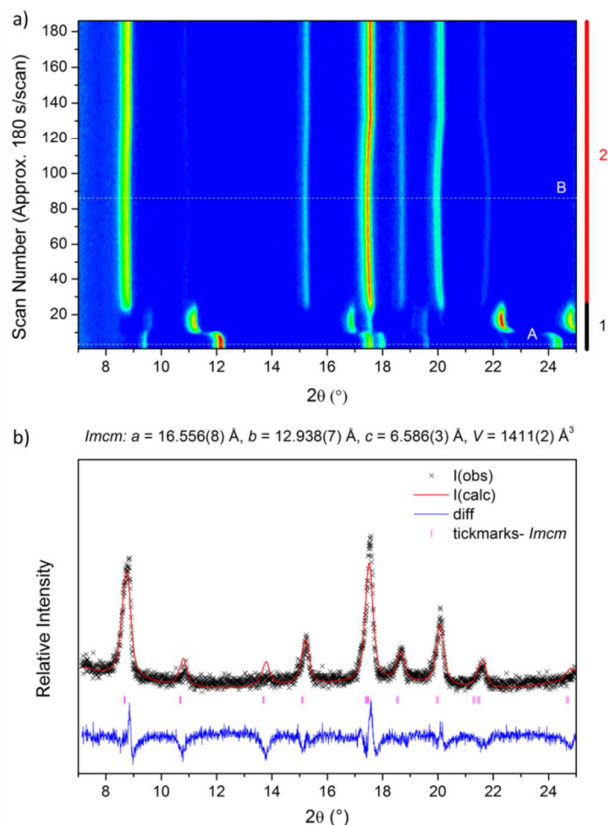 a)
Scan Number (Approx. 180 s/scan)
180
160
140
120
100
80
60
40
20
B
A
2
1
8 10 12 14 16 18 20 22 24
2θ (°)
b)
Imcm: a = 16.556(8) Å, b = 12.938(7) Å, c = 6.586(3) Å, V = 1411(2) Å³
I(obs)
I(calc)
diff
tickmarks- Imcm
Relative Intensity
8 10 12 14 16 18 20 22 24
2θ (°)